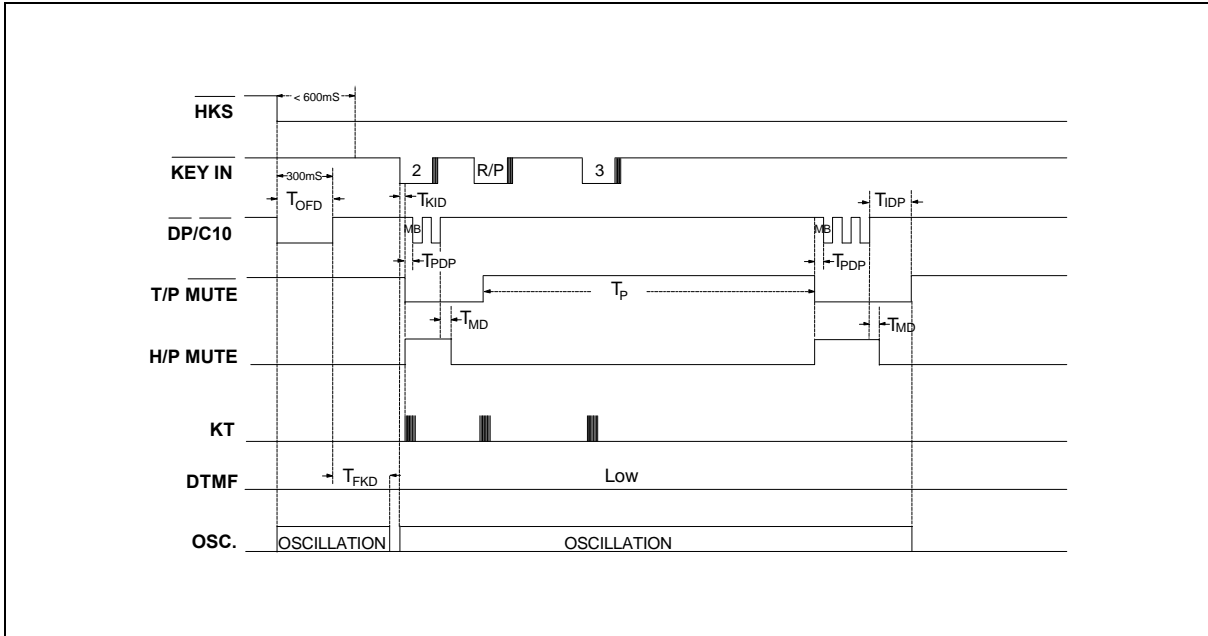 < 600mS
HKS
KEY IN
2
R/P
3
300mS
TOFD
TKID
TIDP
DP/C10
MB
MB
TPDP
TPDP
T/P MUTE
TP
TMD
TMD
H/P MUTE
KT
DTMF
TFKD
Low
OSC.
OSCILLATION
OSCILLATION